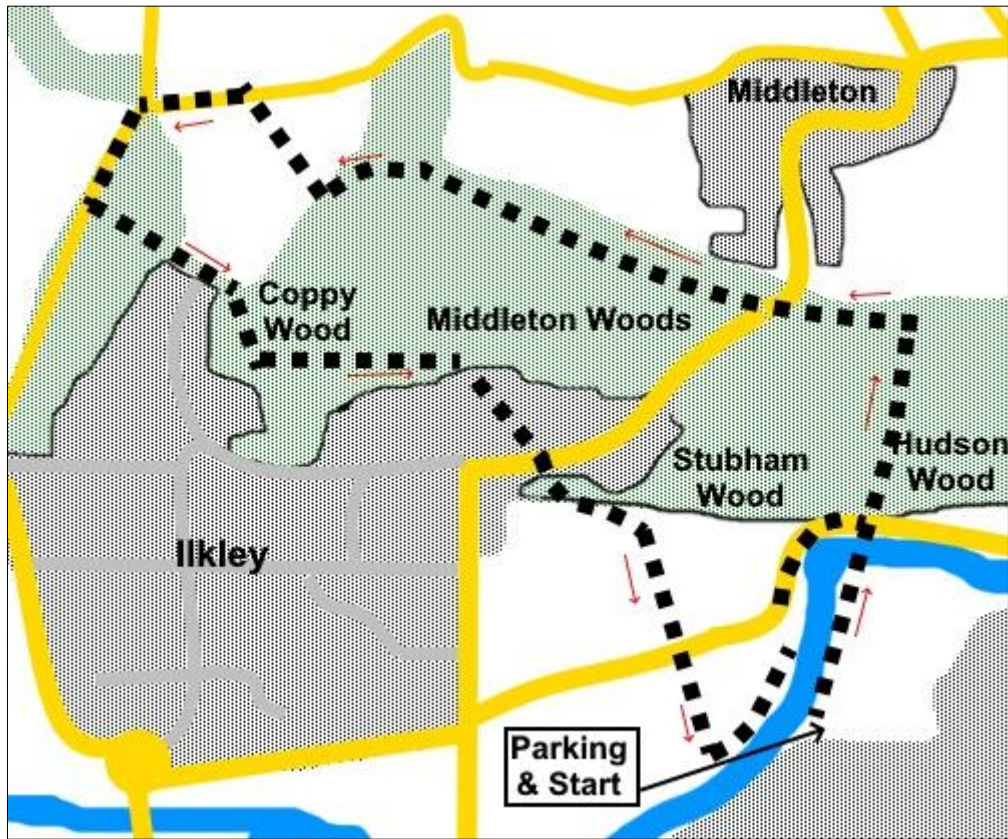 Middleton
Coppy
Wood
Middleton Woods
Hudson
Wood
Stubham
Wood
Ilkley
Parking
& Start